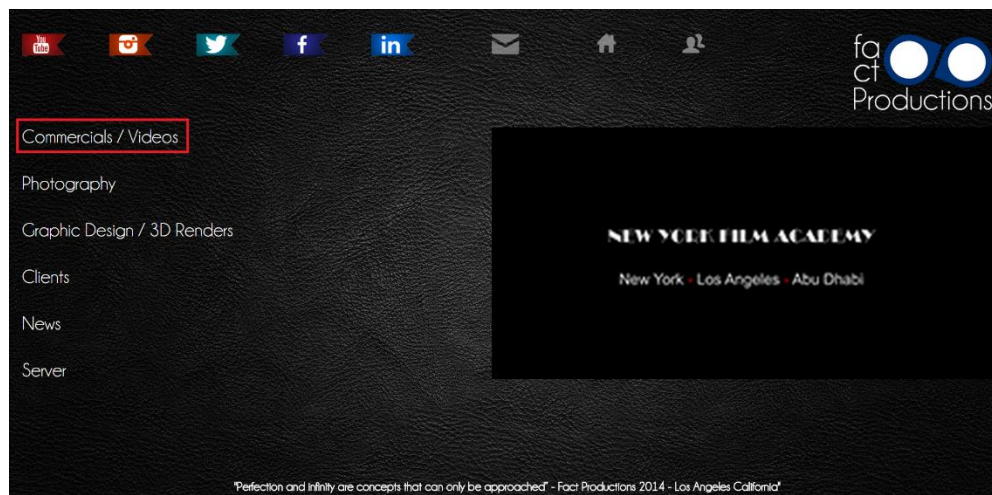 You
Tube
f
in
fa
ct
Productions
Commercials / Videos
Photography
Graphic Design / 3D Renders
Clients
News
Server
NEW YORK FILM ACADEMY
New York • Los Angeles • Abu Dhabi
"Perfection and infinity are concepts that can only be approached" - Fact Productions 2014 - Los Angeles California"